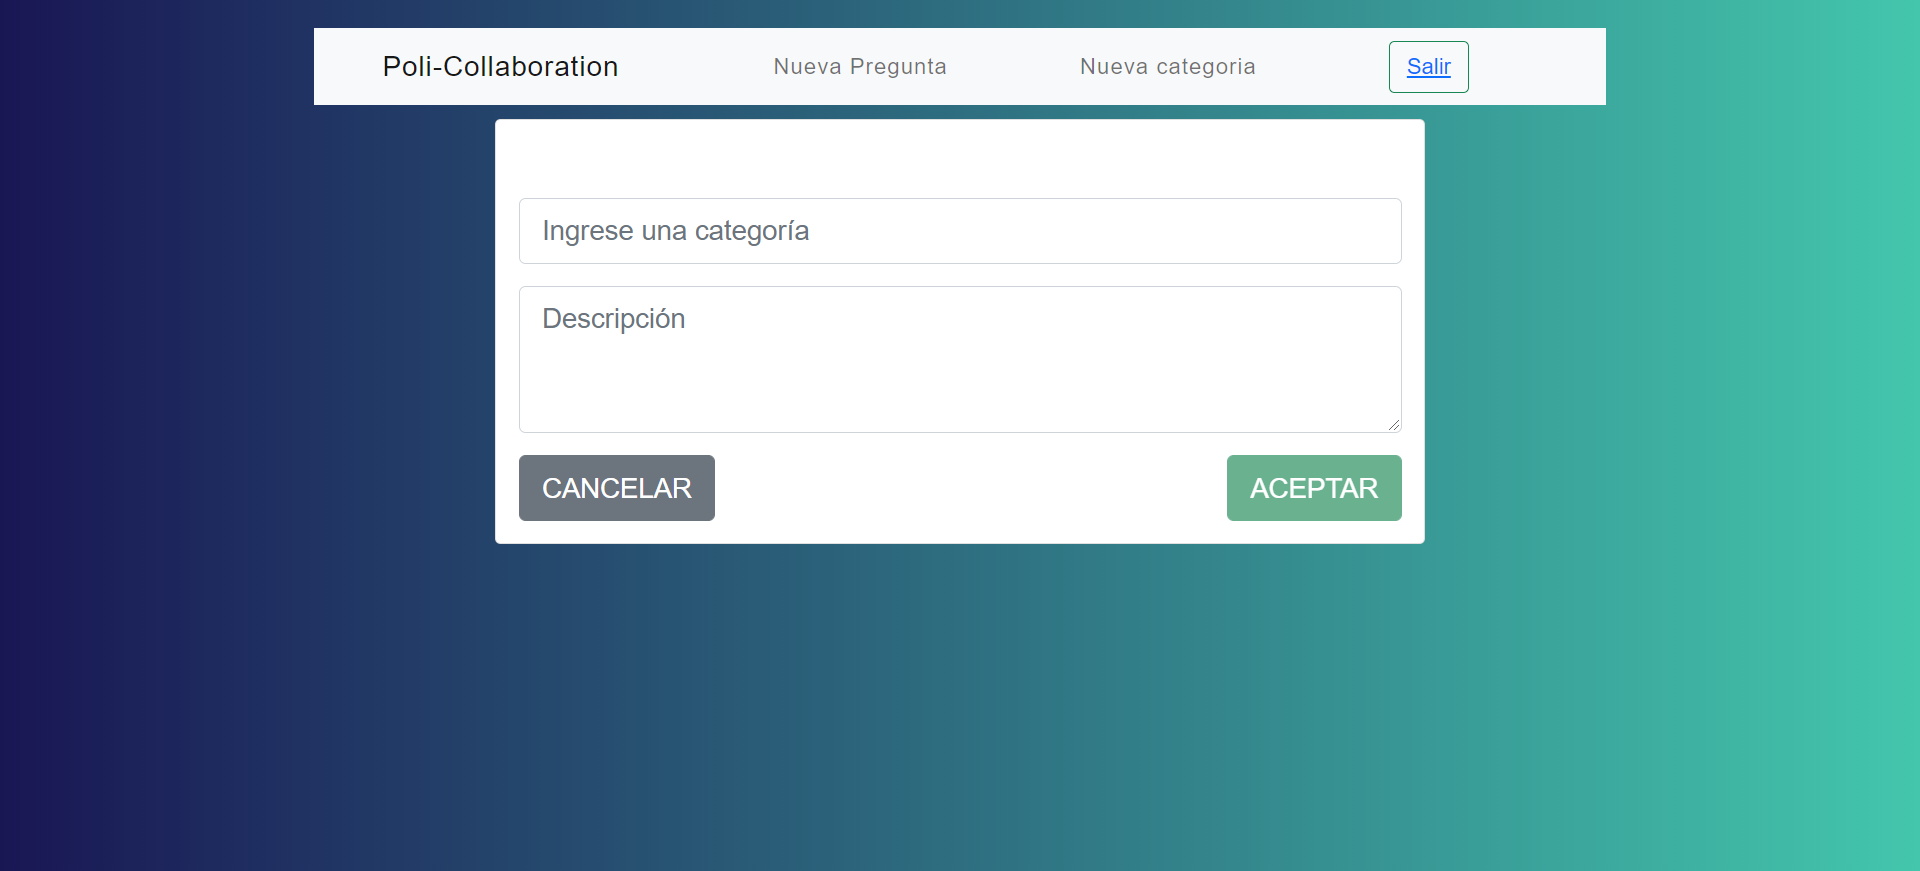 Poli-Collaboration Nueva Pregunta Nueva categoria Salir
Ingrese una categoría
Descripción
CANCELAR ACEPTAR